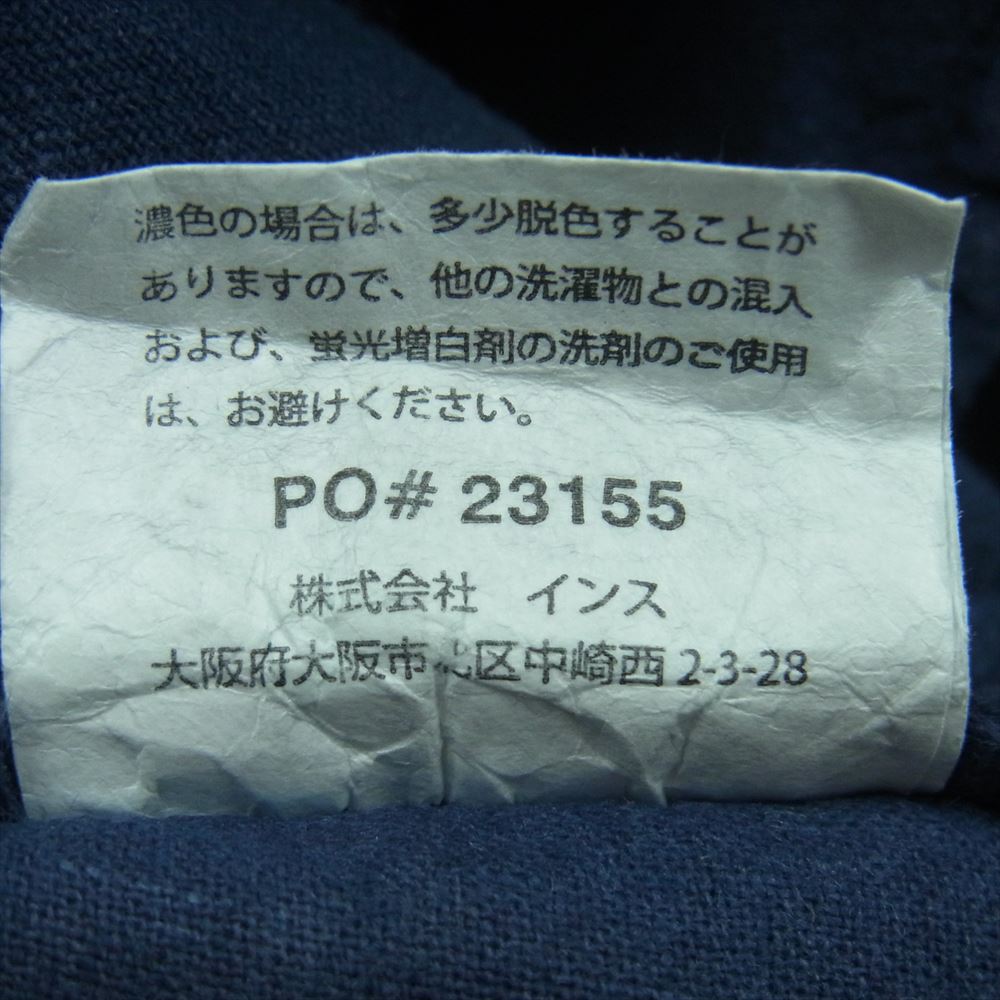 濃色の場合は、多少脱色することが
ありますので、他の洗濯物との混入
および、蛍光増白剤の洗剤のご使用
は、お避けください。
PO# 23155
株式会社　インス
大阪府大阪市北区中崎西 2-3-28